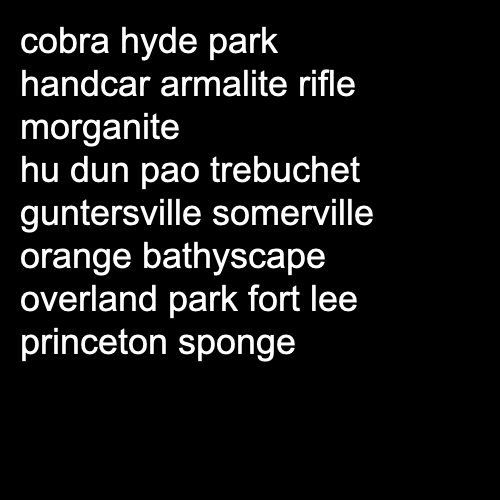 cobra hyde park
handcar armalite rifle
morganite
hu dun pao trebuchet
guntersville somerville
orange bathyscape
overland park fort lee
princeton sponge